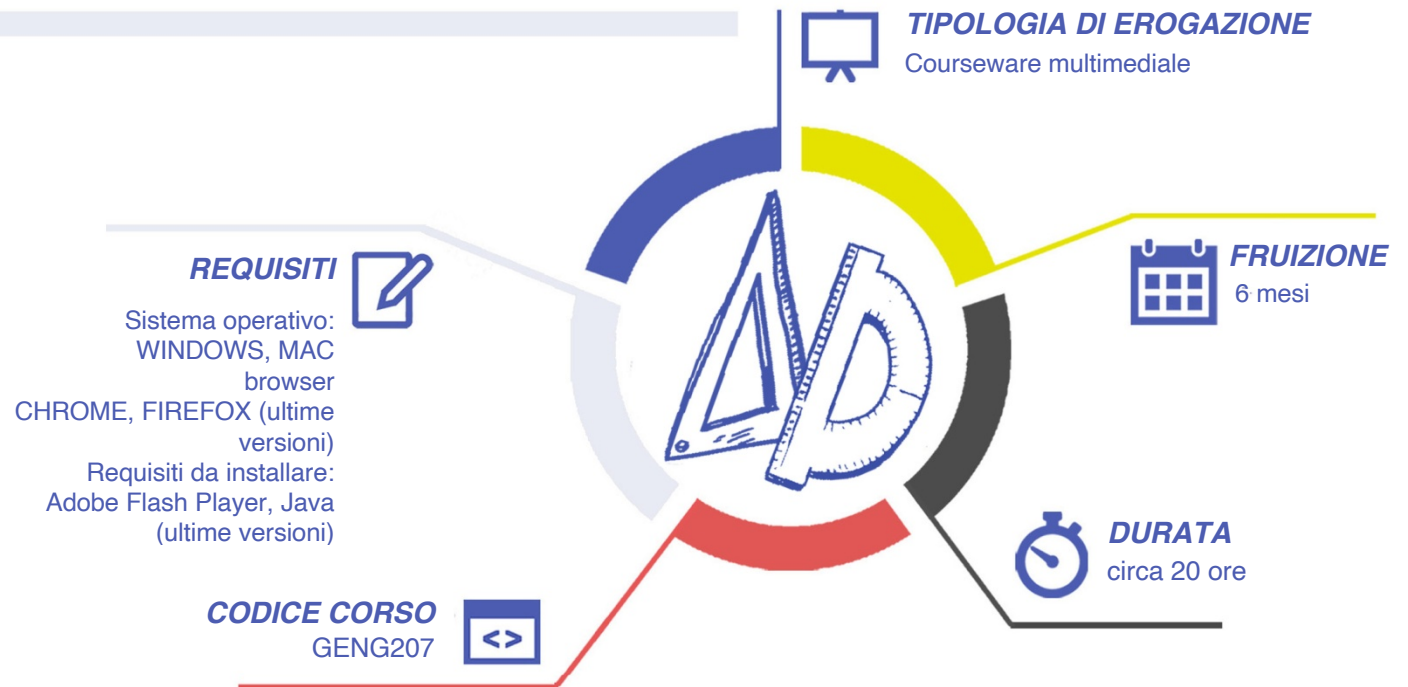 TIPOLOGIA DI EROGAZIONE
Courseware multimediale
FRUIZIONE
6 mesi
REQUISITI
Sistema operativo:
WINDOWS, MAC
browser
CHROME, FIREFOX (ultime
versioni)
Requisiti da installare:
Adobe Flash Player, Java
(ultime versioni)
DURATA
circa 20 ore
CODICE CORSO
GENG207
<>